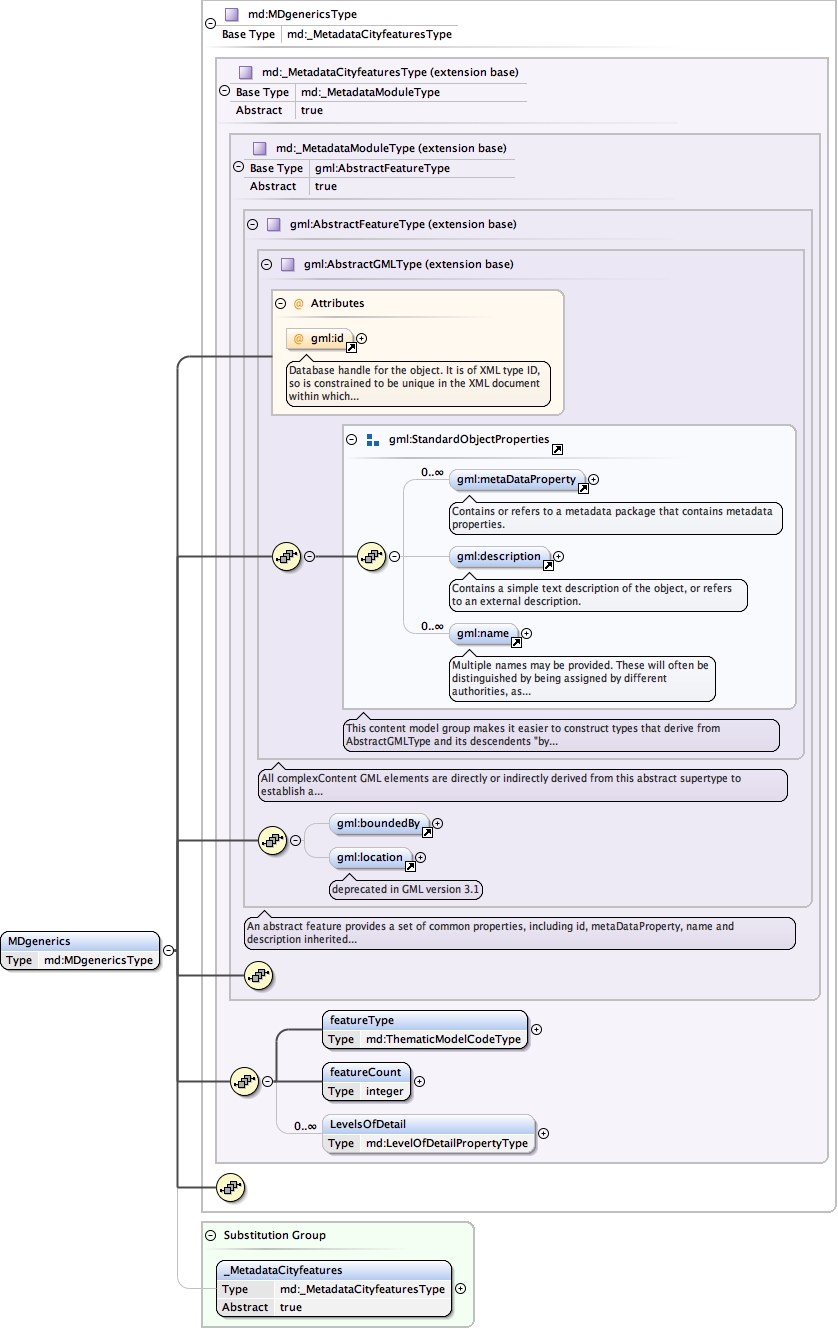 md:MDgenericsType
Base Type md:_MetadataCityfeaturesType
md:_MetadataCityfeaturesType (extension base)
Base Type md:_MetadataModuleType
Abstract true
md:_MetadataModuleType (extension base)
Base Type gml:AbstractFeatureType
Abstract true
gml:AbstractFeatureType (extension base)
gml:AbstractGMLType (extension base)
@ Attributes
@ gml:id
Database handle for the object. It is of XML type ID,
so is constrained to be unique in the XML document
within which...
gml:StandardObjectProperties
0..∞
gml:metaDataProperty
Contains or refers to a metadata package that contains metadata
properties.
gml:description
Contains a simple text description of the object, or refers
to an external description.
0..∞
gml:name
Multiple names may be provided. These will often be
distinguished by being assigned by different
authorities, as...
This content model group makes it easier to construct types that derive from
AbstractGMLType and its descendents "by...
All complexContent GML elements are directly or indirectly derived from this abstract supertype to
establish a...
gml:boundedBy
gml:location
deprecated in GML version 3.1
An abstract feature provides a set of common properties, including id, metaDataProperty, name and
description inherited...
MDgenerics
Type md:MDgenericsType
featureType
Type md:ThematicModelCodeType
featureCount
Type integer
0..∞
LevelsOfDetail
Type md:LevelOfDetailPropertyType
Substitution Group
_MetadataCityfeatures
Type md:_MetadataCityfeaturesType
Abstract true